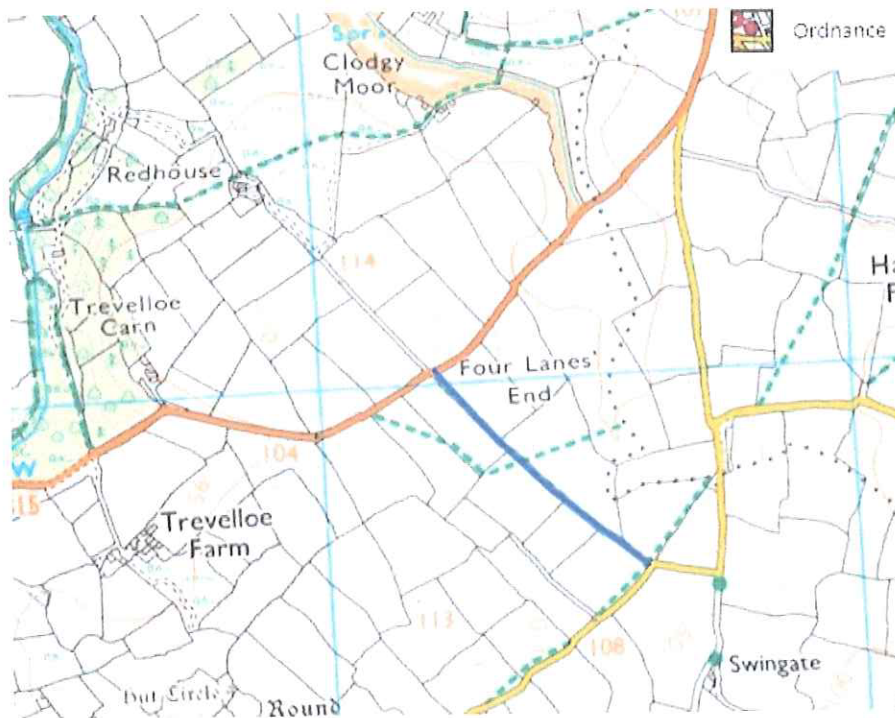 Ordnance
Clodgy
Moor
Redhouse
114
Trevelloe
Carn
Four Lanes'
End
104
W
Trevelloe
Farm
113
108
Swingate
Hut Circle
Round